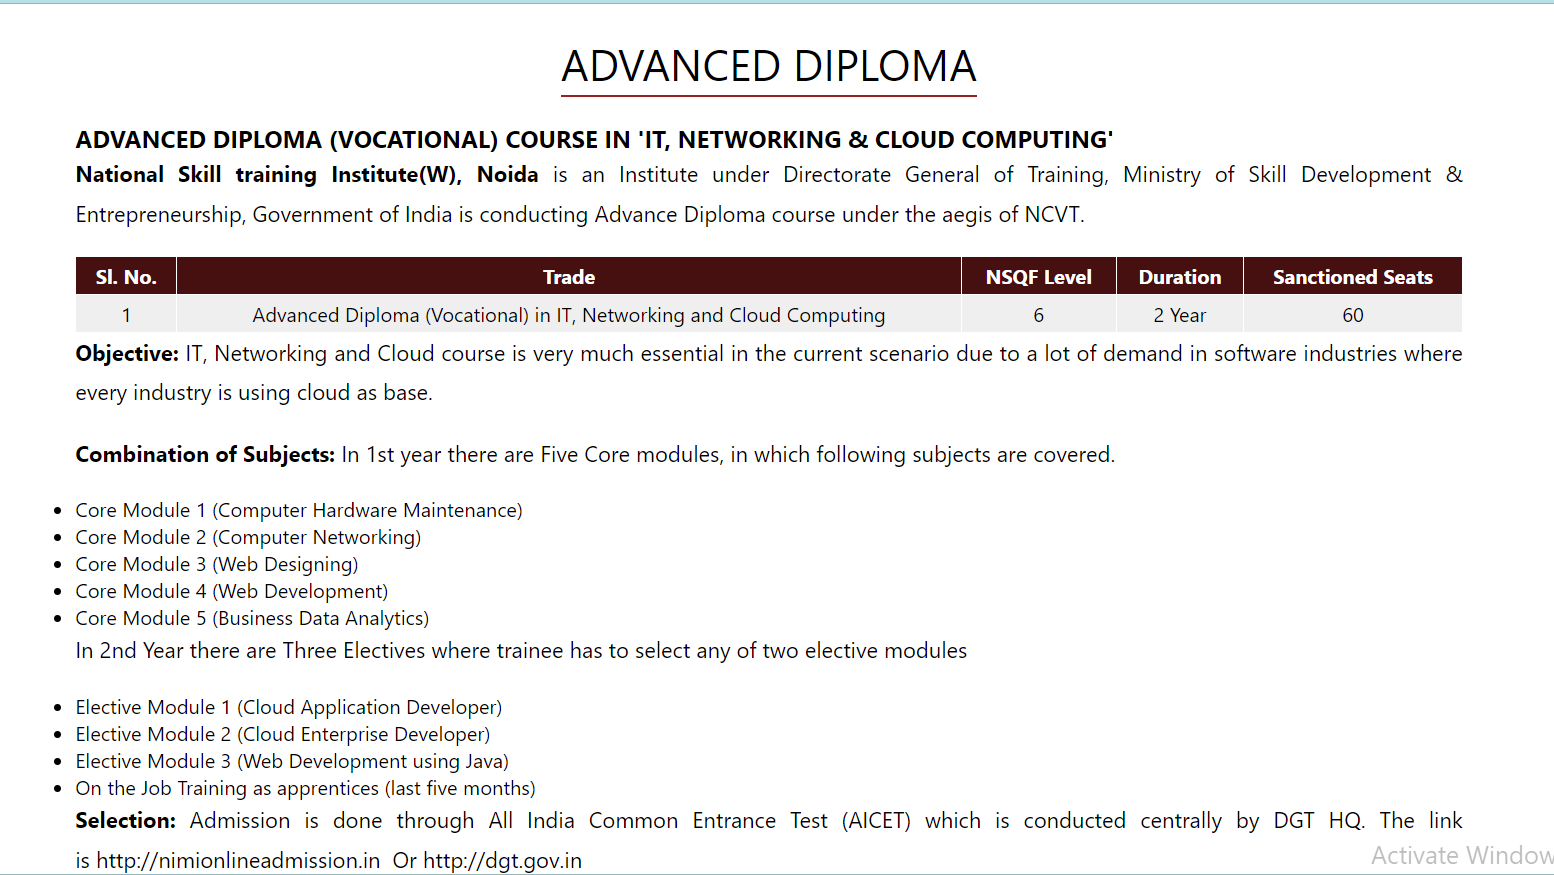 ADVANCED DIPLOMA
ADVANCED DIPLOMA (VOCATIONAL) COURSE IN 'IT, NETWORKING & CLOUD COMPUTING'
National Skill training Institute(W), Noida is an Institute under Directorate General of Training, Ministry of Skill Development &
Entrepreneurship, Government of India is conducting Advance Diploma course under the aegis of NCVT.
Sl. No. Trade NSQF Level Duration Sanctioned Seats
1 Advanced Diploma (Vocational) in IT, Networking and Cloud Computing 6 2 Year 60
Objective: IT, Networking and Cloud course is very much essential in the current scenario due to a lot of demand in software industries where
every industry is using cloud as base.
Combination of Subjects: In 1st year there are Five Core modules, in which following subjects are covered.
• Core Module 1 (Computer Hardware Maintenance)
• Core Module 2 (Computer Networking)
• Core Module 3 (Web Designing)
• Core Module 4 (Web Development)
• Core Module 5 (Business Data Analytics)
In 2nd Year there are Three Electives where trainee has to select any of two elective modules
• Elective Module 1 (Cloud Application Developer)
• Elective Module 2 (Cloud Enterprise Developer)
• Elective Module 3 (Web Development using Java)
• On the Job Training as apprentices (last five months)
Selection: Admission is done through All India Common Entrance Test (AICET) which is conducted centrally by DGT HQ. The link
is http://nimionlineadmission.in Or http://dgt.gov.in
Activate Window